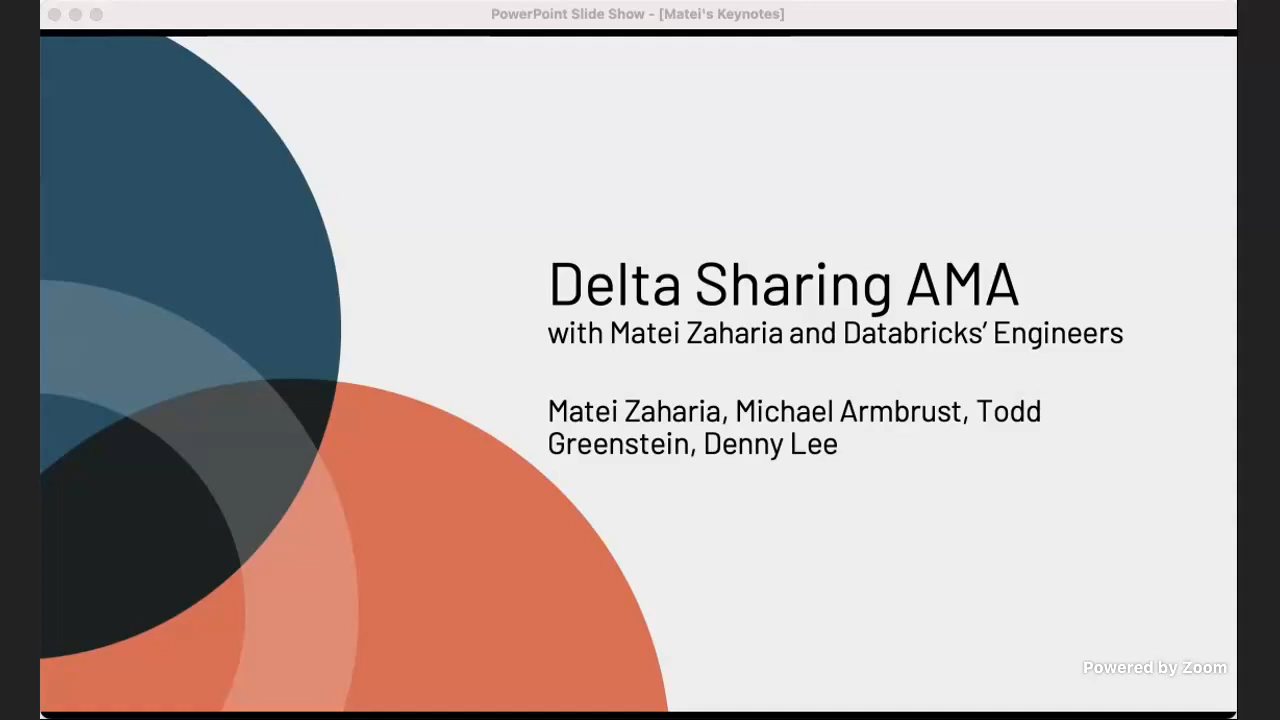 PowerPoint Slide Show - [Matei's Keynotes]
Delta Sharing AMA
with Matei Zaharia and Databricks’ Engineers
Matei Zaharia, Michael Armbrust, Todd
Greenstein, Denny Lee
Powered by Zoom